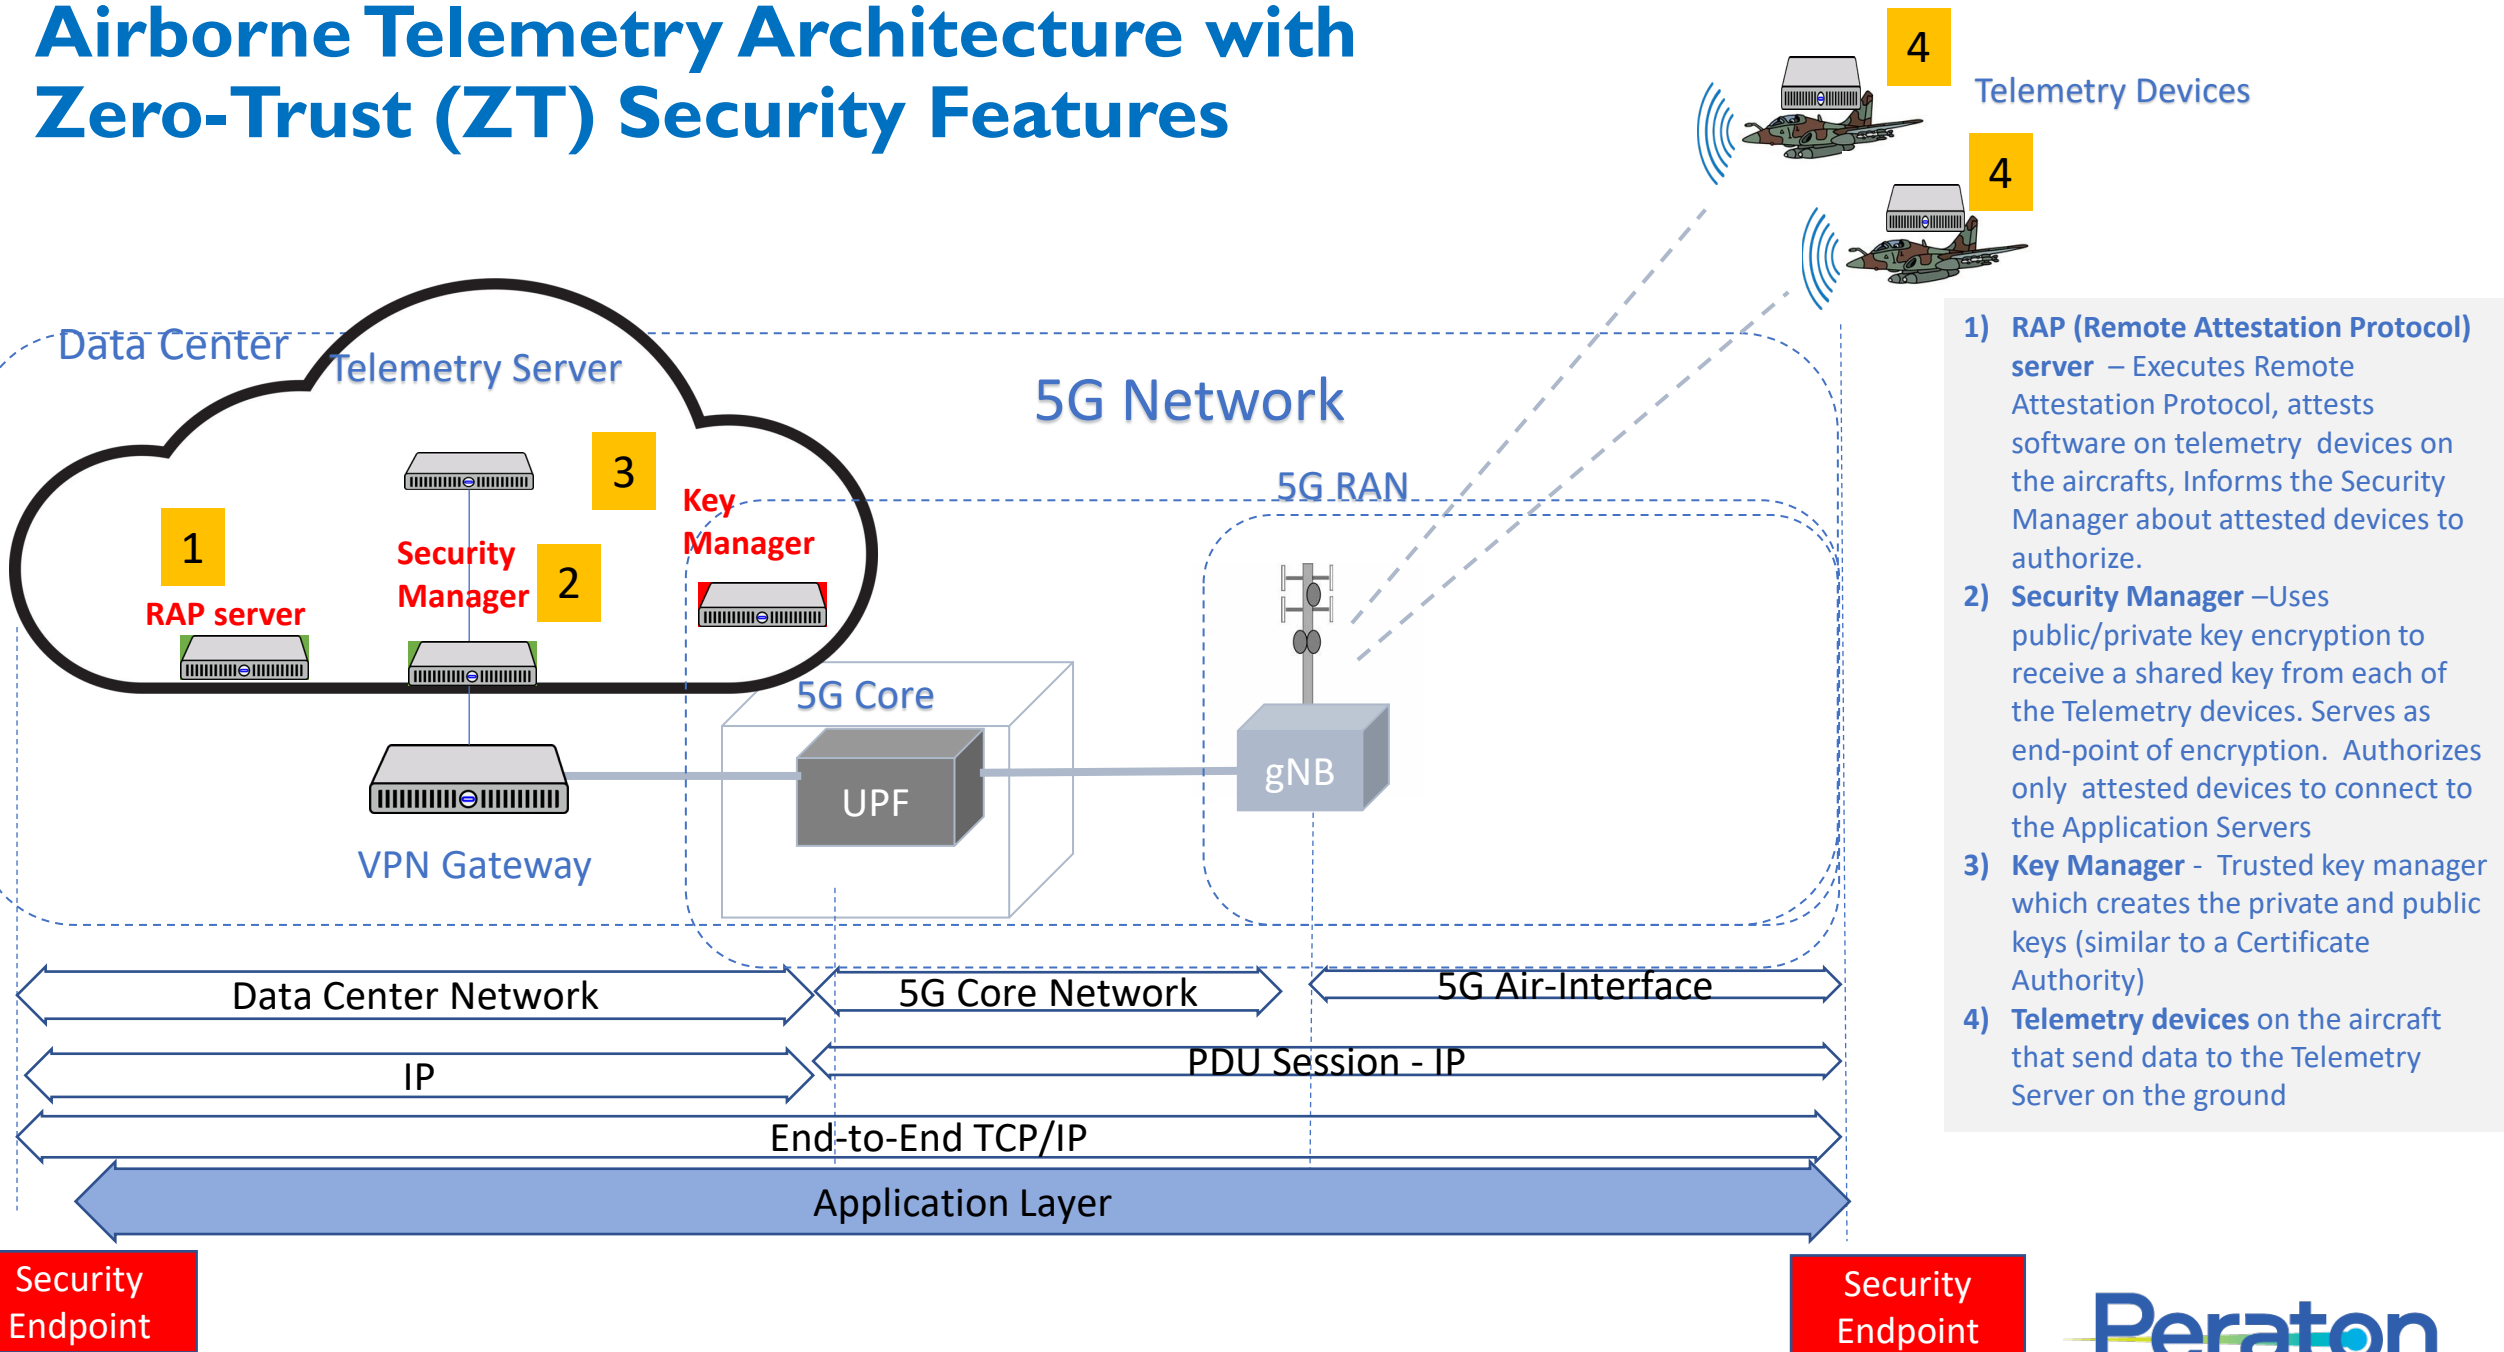 Airborne Telemetry Architecture with
Zero-Trust (ZT) Security Features
4
Telemetry Devices
4
Data Center
Telemetry Server
5G Network
5G RAN
3
Key
Manager
1
RAP server
Security
Manager
2
5G Core
UPF
gNB
VPN Gateway
1) RAP (Remote Attestation Protocol)
server – Executes Remote
Attestation Protocol, attests
software on telemetry devices on
the aircrafts, Informs the Security
Manager about attested devices to
authorize.
2) Security Manager –Uses
public/private key encryption to
receive a shared key from each of
the Telemetry devices. Serves as
end-point of encryption. Authorizes
only attested devices to connect to
the Application Servers
3) Key Manager - Trusted key manager
which creates the private and public
keys (similar to a Certificate
Authority)
4) Telemetry devices on the aircraft
that send data to the Telemetry
Server on the ground
Data Center Network
5G Core Network
5G Air-Interface
IP
PDU Session - IP
End-to-End TCP/IP
Application Layer
Security
Endpoint
Security
Endpoint
Peraton